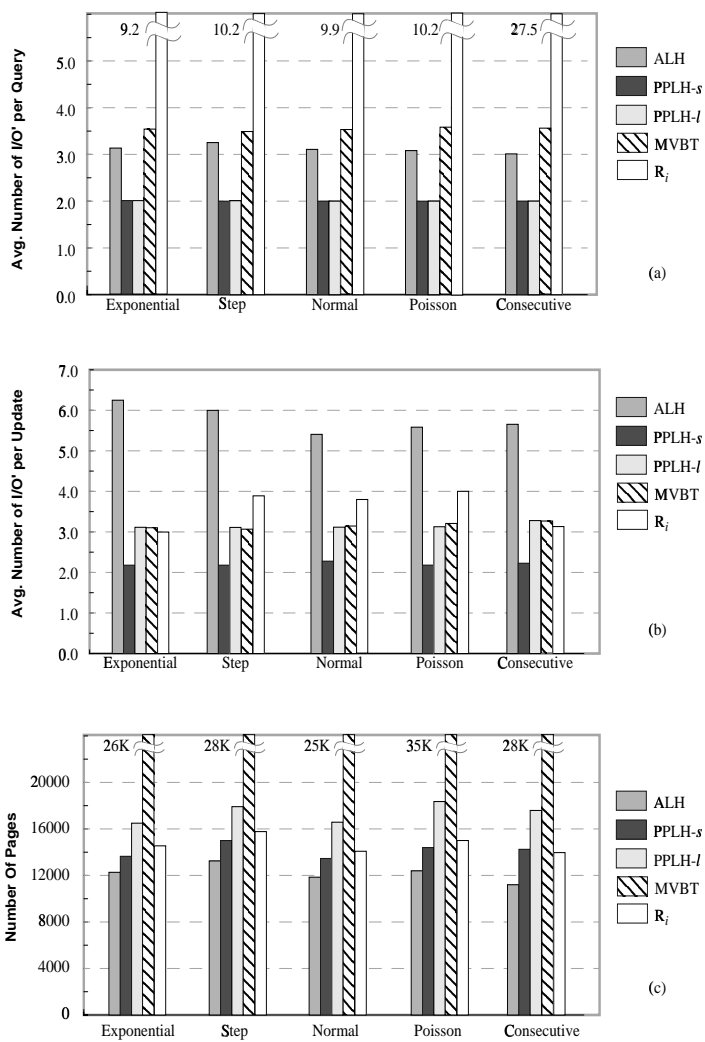 9.2 10.2 9.9 10.2 27.5
5.0
4.0
3.0
2.0
1.0
0.0
Avg. Number of I/O' per Query
Exponential Step Normal Poisson Consecutive
ALH
PPLH-s
PPLH-l
MVBT
Ri
(a)
7.0
6.0
5.0
4.0
3.0
2.0
1.0
0.0
Avg. Number of I/O' per Update
Exponential Step Normal Poisson Consecutive
ALH
PPLH-s
PPLH-l
MVBT
Ri
(b)
26K 28K 25K 35K 28K
20000
16000
12000
8000
4000
0
Number Of Pages
Exponential Step Normal Poisson Consecutive
ALH
PPLH-s
PPLH-l
MVBT
Ri
(c)